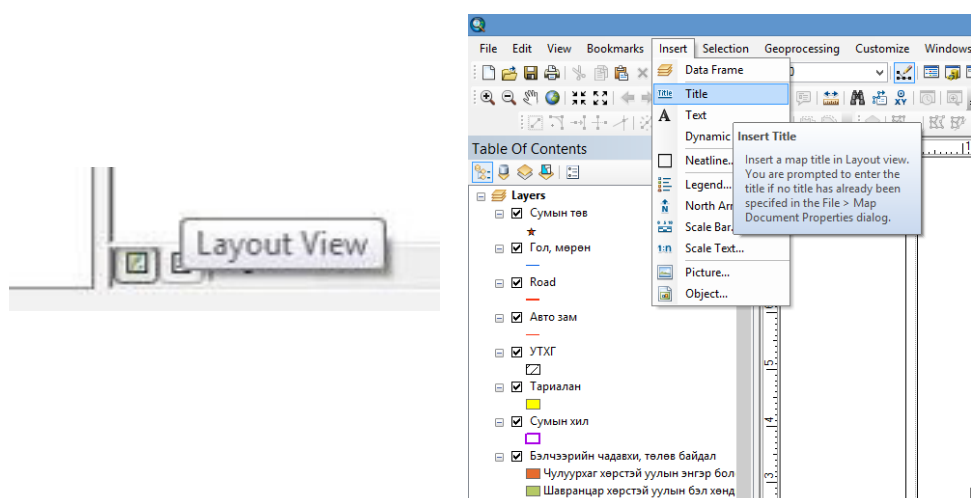 Layout View
File Edit View Bookmarks Insert Selection Geoprocessing Customize Windows
Data Frame
Title Title
A Text
Dynamic
Neatline..
Legend...
N North Arr
Scale Bar.
1:n Scale Text...
Picture...
Object...
Insert Title
Insert a map title in Layout view.
You are prompted to enter the
title if no title has already been
specifed in the File > Map
Document Properties dialog.
Table Of Contents
Layers
Сумын төв
Гол, мөрөн
Road
Авто зам
УТХГ
Тариалан
Сумын хил
Бэлчээрийн чадавхи, төлөв байдал
Чулуурхаг хөрстэй уулын энгэр бол
Шавранцар хөрстэй уулын бэл хөнд
5
4
3